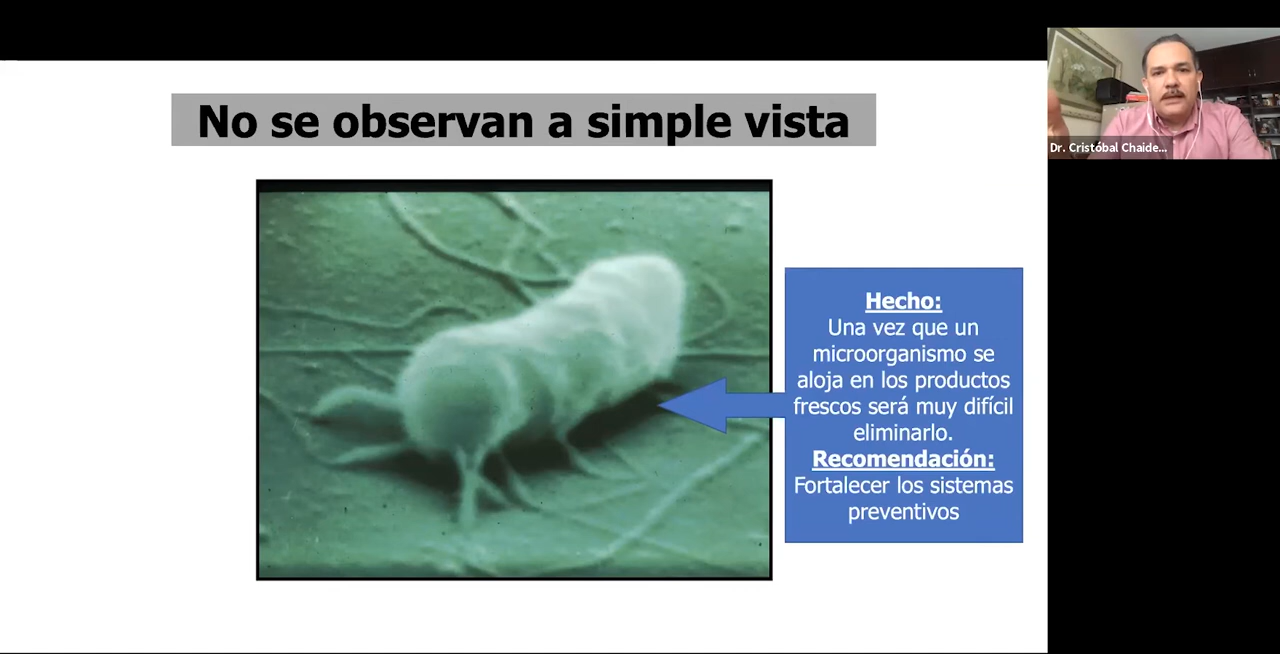 No se observan a simple vista
Hecho:
Una vez que un
microorganismo se
aloja en los productos
frescos será muy difícil
eliminarlo.
Recomendación:
Fortalecer los sistemas
preventivos
Dr. Cristóbal Chaide...